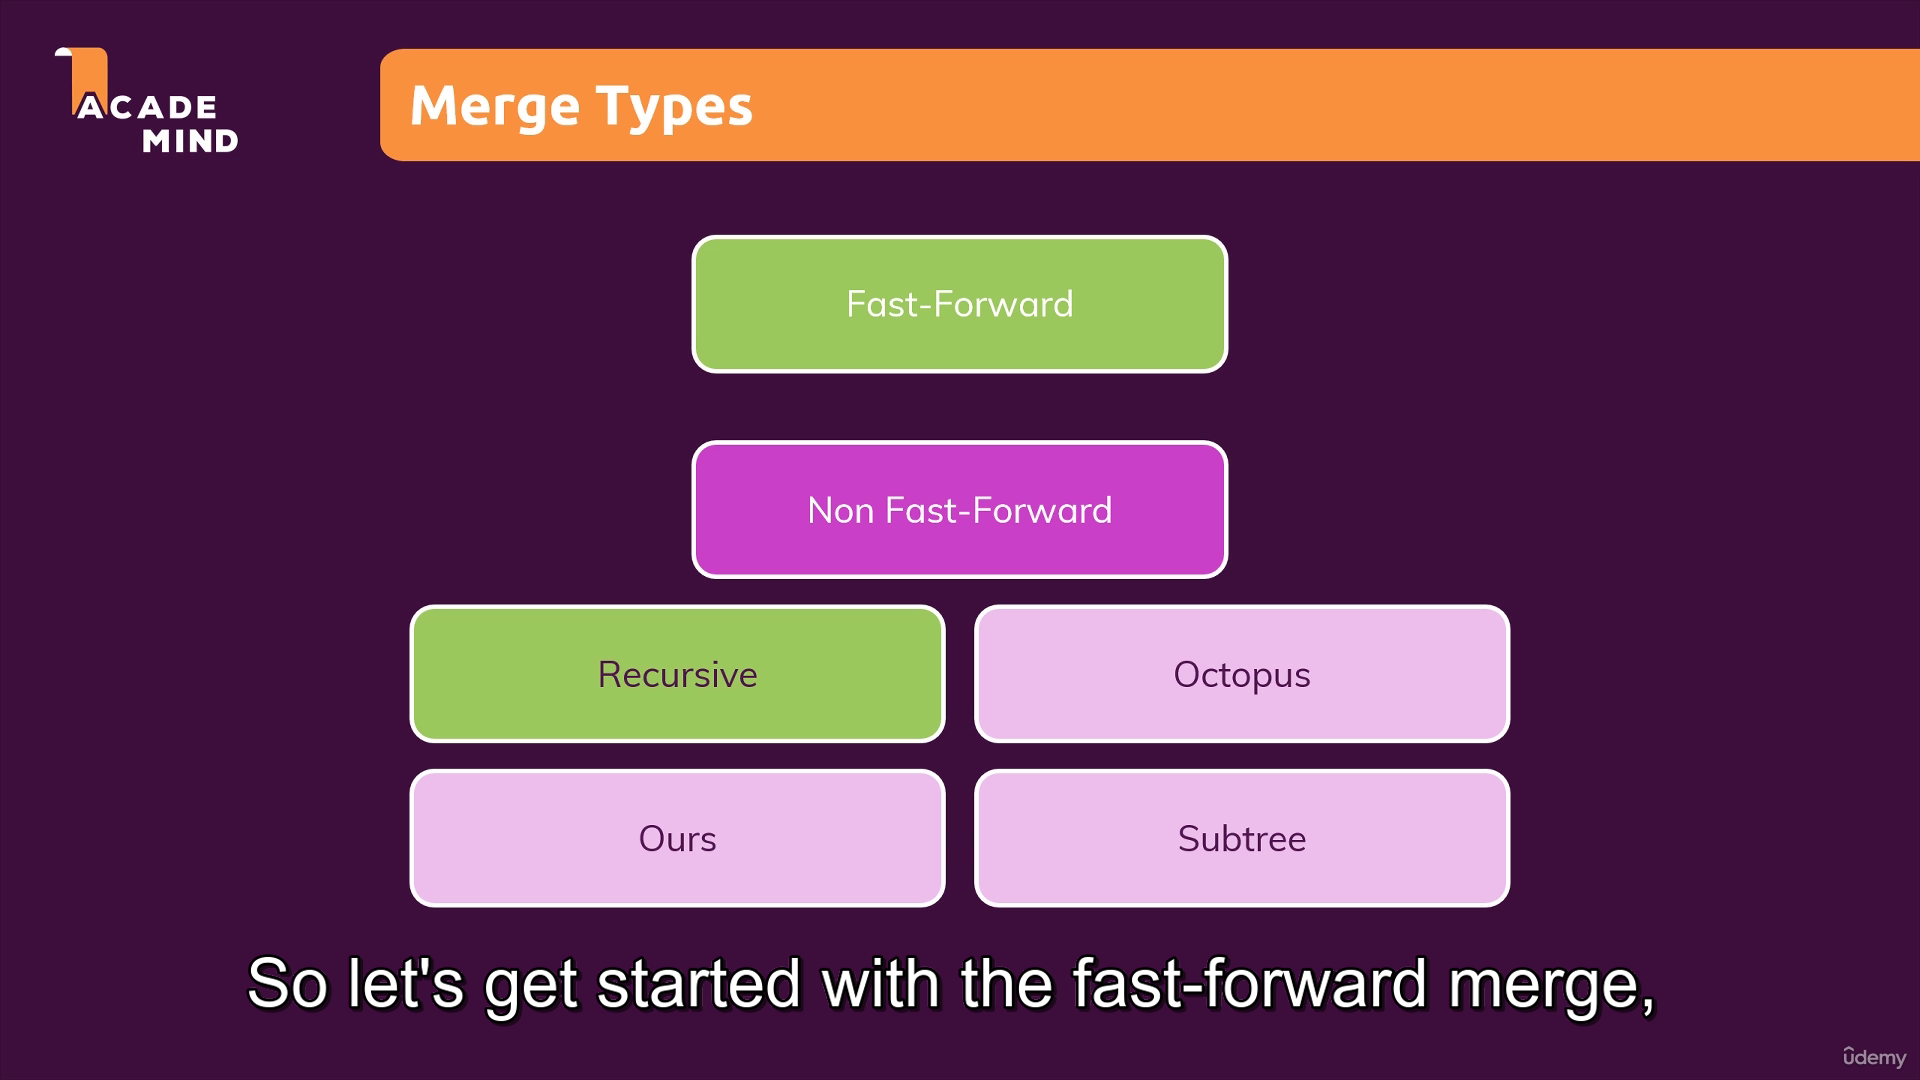 ACADE
MIND
Merge Types
Fast-Forward
Non Fast-Forward
Recursive
Octopus
Ours
Subtree
So let's get started with the fast-forward merge,
ûdemy